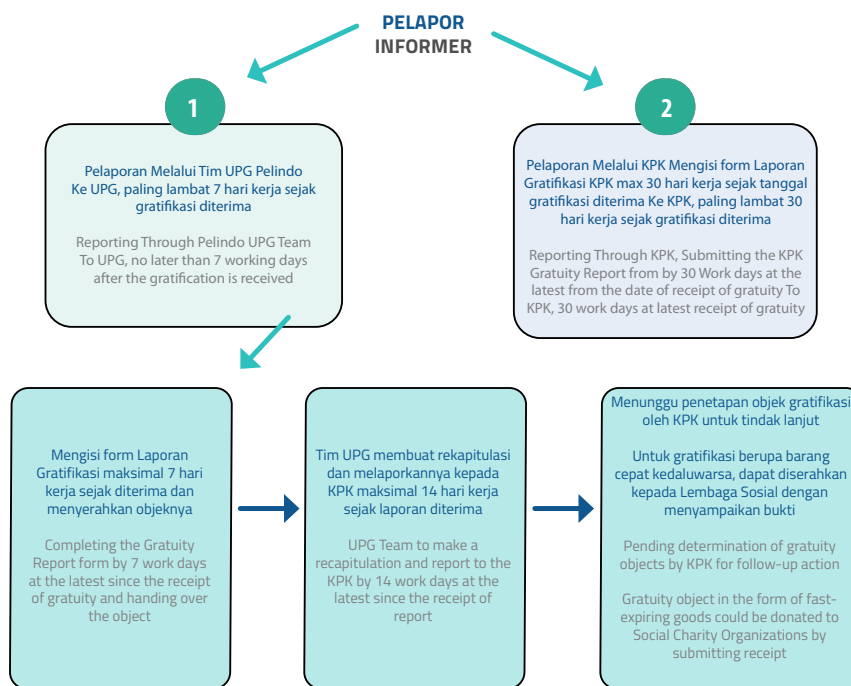 PELAPOR
INFORMER
1
Pelaporan Melalui Tim UPG Pelindo
Ke UPG, paling lambat 7 hari kerja sejak
gratifikasi diterima
Reporting Through Pelindo UPG Team
To UPG, no later than 7 working days
after the gratification is received
2
Pelaporan Melalui KPK Mengisi form Laporan
Gratifikasi KPK max 30 hari kerja sejak tanggal
gratifikasi diterima Ke KPK, paling lambat 30
hari kerja sejak gratifikasi diterima
Reporting Through KPK, Submitting the KPK
Gratuity Report from by 30 Work days at the
latest from the date of receipt of gratuity To
KPK, 30 work days at latest receipt of gratuity
Mengisi form Laporan
Gratifikasi maksimal 7 hari
kerja sejak diterima dan
menyerahkan objeknya
Completing the Gratuity
Report form by 7 work days
at the latest since the receipt
of gratuity and handing over
the object
Tim UPG membuat rekapitulasi
dan melaporkannya kepada
KPK maksimal 14 hari kerja
sejak laporan diterima
UPG Team to make a
recapitulation and report to the
KPK by 14 work days at the
latest since the receipt of
report
Menunggu penetapan objek gratifikasi
oleh KPK untuk tindak lanjut
Untuk gratifikasi berupa barang
cepat kedaluwarsa, dapat diserahkan
kepada Lembaga Sosial dengan
menyampaikan bukti
Pending determination of gratuity
objects by KPK for follow-up action
Gratuity object in the form of fast-
expiring goods could be donated to
Social Charity Organizations by
submitting receipt